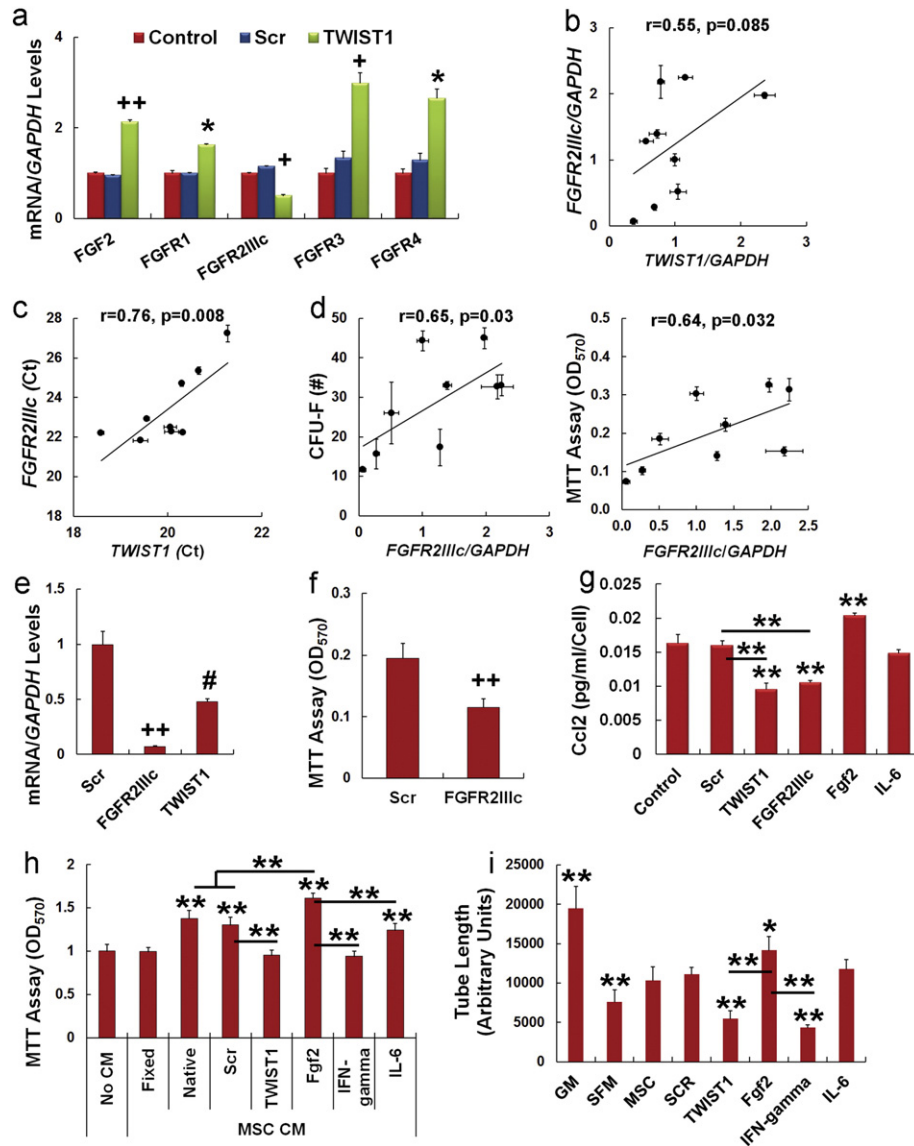 a
Control Scr TWIST1
mRNA/GAPDH Levels
4
2
0
++
*
+
+
*
FGF2
FGFR1
FGFR2IIIc
FGFR3
FGFR4
b
r=0.55, p=0.085
FGFR2IIIc/GAPDH
3
2
1
0
0 1 2 3
TWIST1/GAPDH
c
r=0.76, p=0.008
FGFR2IIIc (Ct)
28
26
24
22
20
18
18 20 22
TWIST1 (Ct)
d
r=0.65, p=0.03
CFU-F (#)
50
40
30
20
10
0
0 1 2 3
FGFR2IIIc/GAPDH
r=0.64, p=0.032
MTT Assay (OD570)
0.5
0.4
0.3
0.2
0.1
0.0
0.0 0.5 1.0 1.5 2.0 2.5
FGFR2IIIc/GAPDH
e
mRNA/GAPDH Levels
1.5
1
0.5
0
++
#
Scr
FGFR2IIIc
TWIST1
f
MTT Assay (OD570)
0.3
0.2
0.1
0
++
Scr FGFR2IIIc
g
Ccl2 (pg/ml/Cell)
0.025
0.02
0.015
0.01
0.005
0
**
**
**
**
**
Control
Scr
TWIST1
FGFR2IIIc
Fgf2
IL-6
h
MTT Assay (OD570)
2
1.5
1
0.5
0
**
**
**
**
**
**
**
**
No CM
Fixed
Native
Scr
TWIST1
Fgf2
IFN-gamma
IL-6
MSC CM
i
Tube Length
(Arbitrary Units)
25000
20000
15000
10000
5000
0
**
**
**
**
*
**
**
GM
SFM
MSC
SCR
TWIST1
Fgf2
IFN-gamma
IL-6